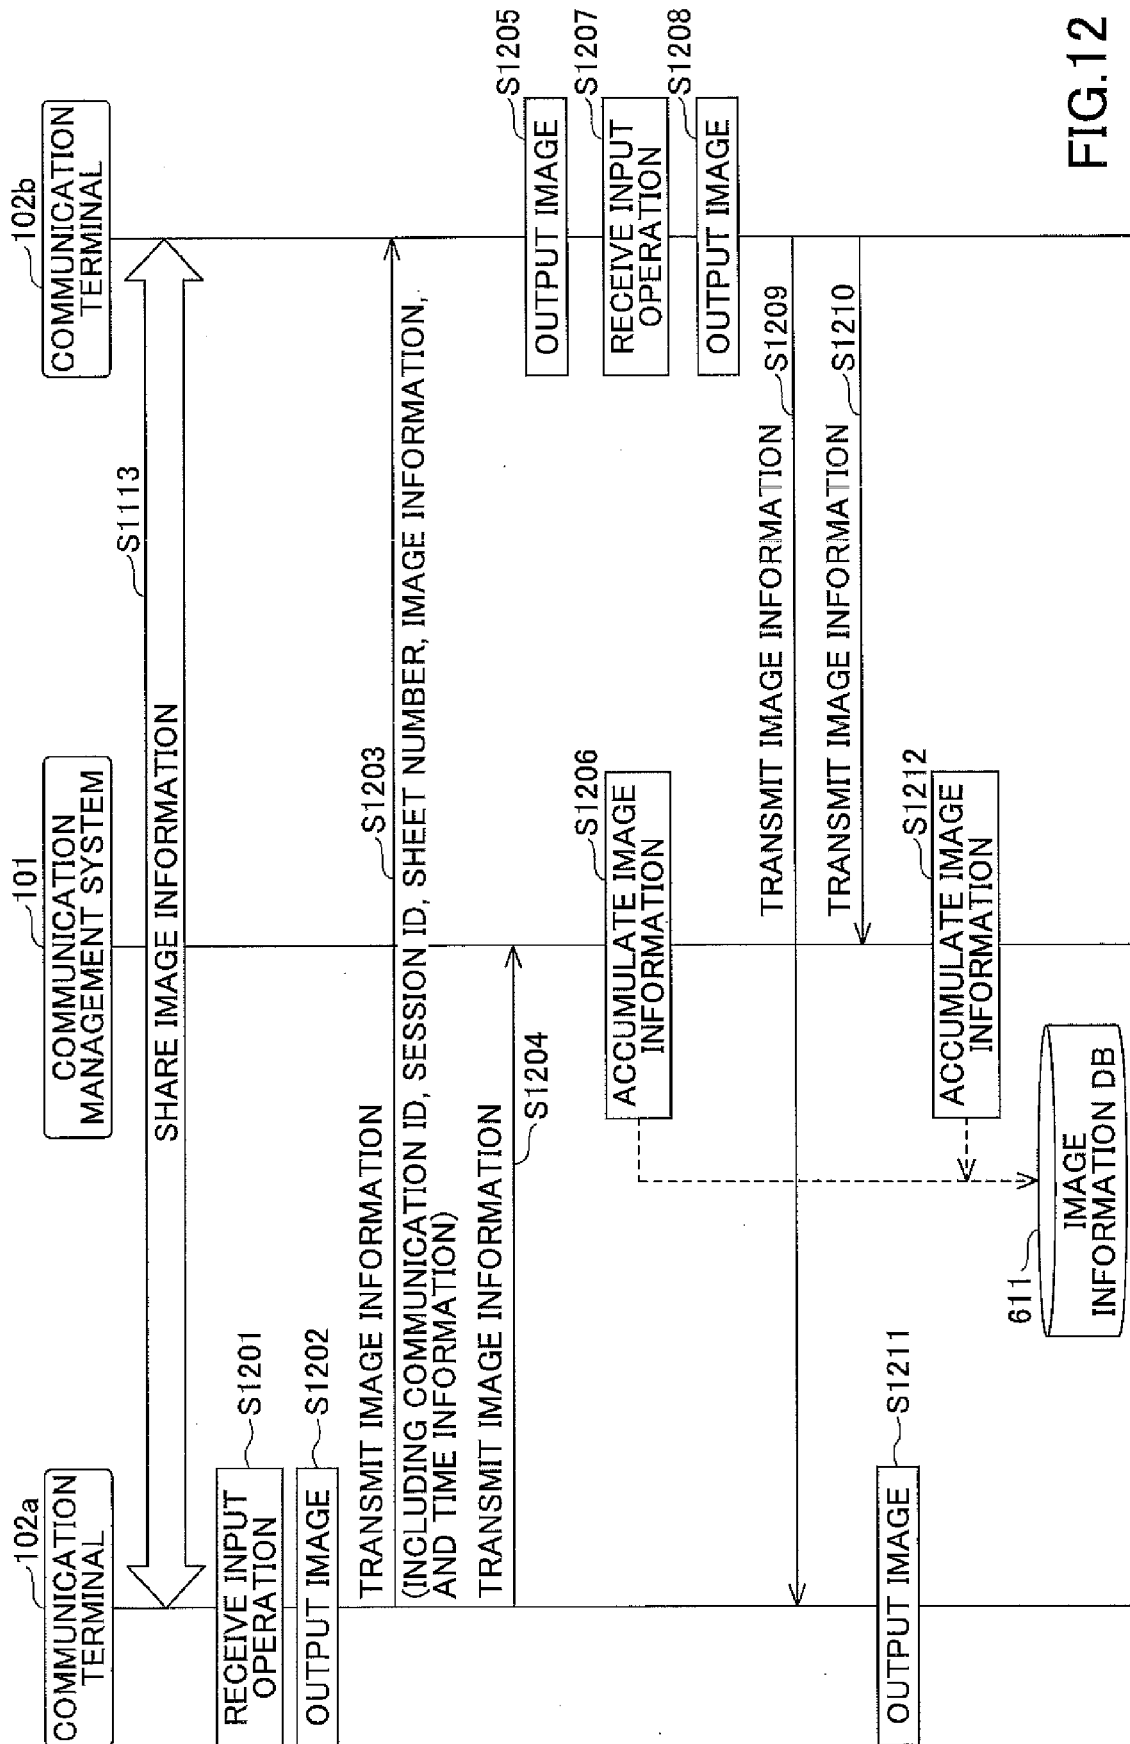 102a
COMMUNICATION
TERMINAL
101
COMMUNICATION
MANAGEMENT SYSTEM
102b
COMMUNICATION
TERMINAL
S1113
SHARE IMAGE INFORMATION
RECEIVE INPUT
OPERATION
S1201
OUTPUT IMAGE
S1202
TRANSMIT IMAGE INFORMATION
S1203
(INCLUDING COMMUNICATION ID, SESSION ID, SHEET NUMBER, IMAGE INFORMATION,
AND TIME INFORMATION)
TRANSMIT IMAGE INFORMATION
S1204
S1205
OUTPUT IMAGE
S1206
ACCUMULATE IMAGE
INFORMATION
S1207
RECEIVE INPUT
OPERATION
S1208
OUTPUT IMAGE
TRANSMIT IMAGE INFORMATION
S1209
TRANSMIT IMAGE INFORMATION
S1210
OUTPUT IMAGE
S1211
S1212
ACCUMULATE IMAGE
INFORMATION
611
IMAGE
INFORMATION DB
FIG.12